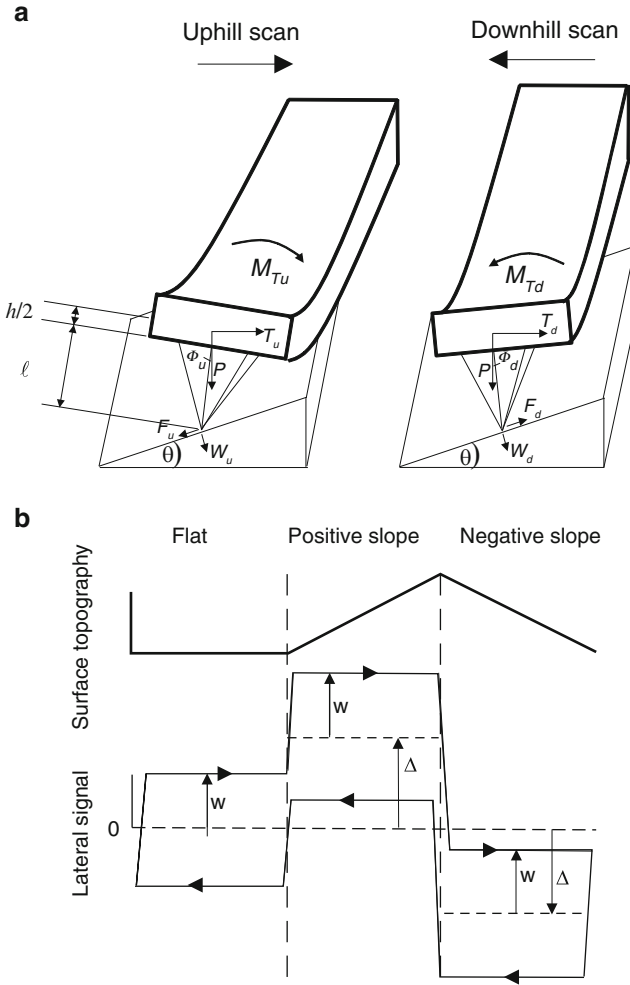 a
Uphill scan
Downhill scan
M_Tu
M_Td
h/2
T_u
T_d
Φ_u
P
P
Φ_d
ℓ
F_u
F_d
θ)
W_u
θ)
W_d
b
Flat
Positive slope
Negative slope
Surface topography
w
Δ
w
0
Lateral signal
w
Δ